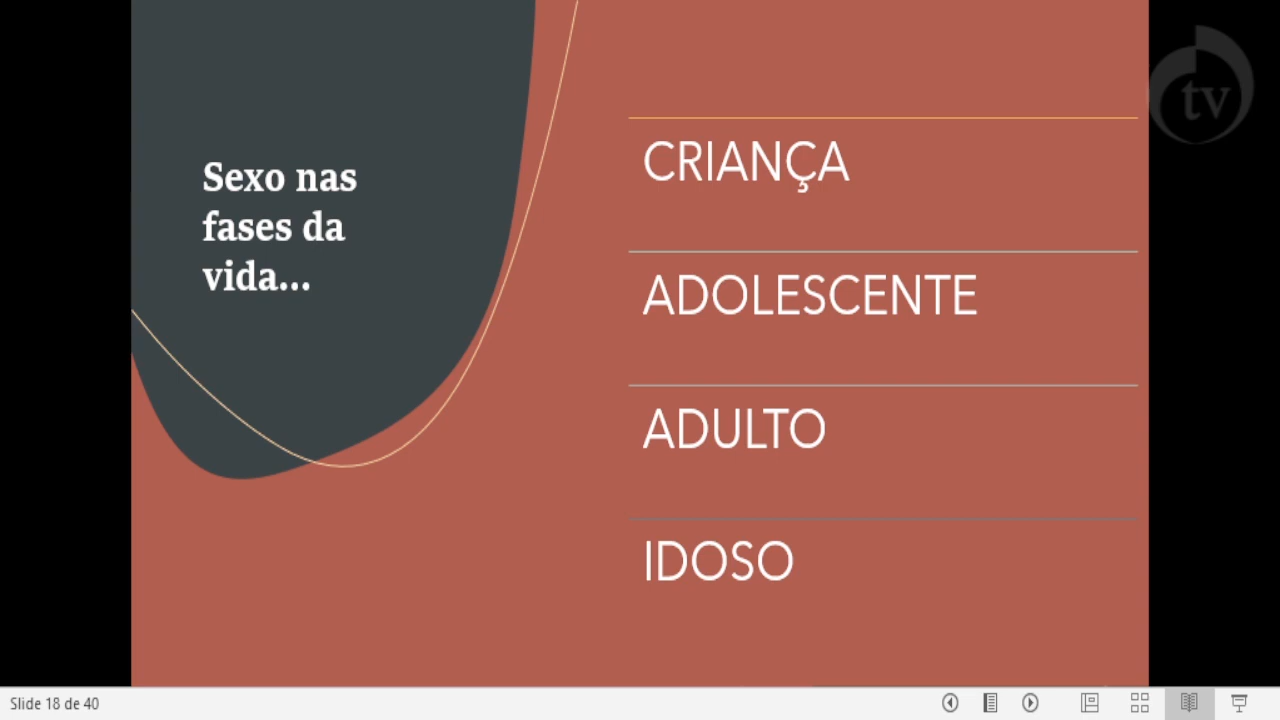 Sexo nas
fases da
vida...
CRIANÇA
ADOLESCENTE
ADULTO
IDOSO
tv
Slide 18 de 40